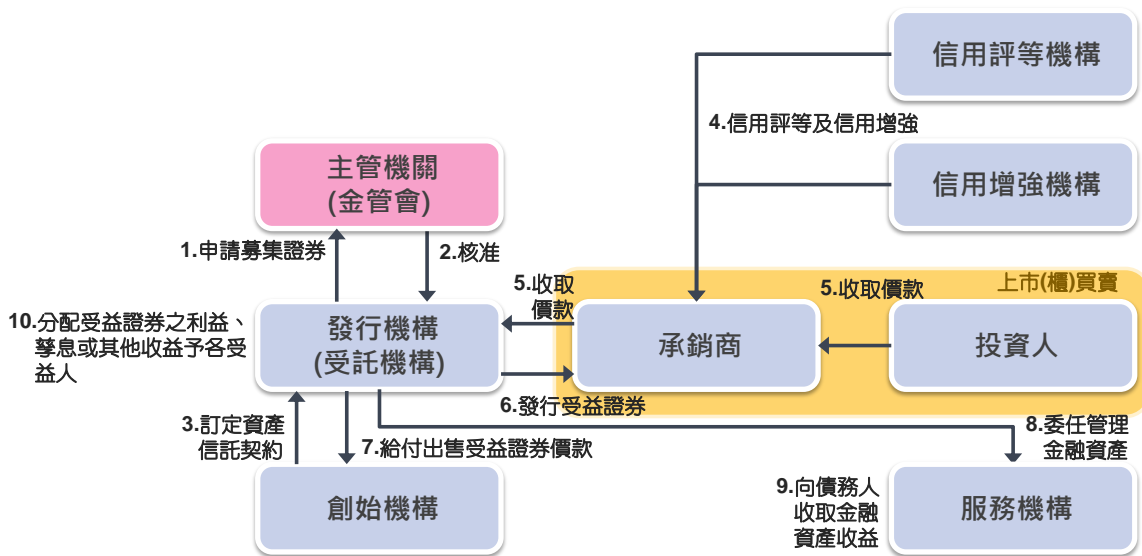 信用評等機構
4.信用評等及信用增強
主管機關
(金管會)
信用增強機構
1.申請募集證券
2.核准
5.收取
價款
5.收取價款
上市(櫃)買賣
10.分配受益證券之利益、
孳息或其他收益予各受
益人
發行機構
(受託機構)
承銷商
投資人
6.發行受益證券
3.訂定資產
信託契約
7.給付出售受益證券價款
8.委任管理
金融資產
創始機構
9.向債務人
收取金融
資產收益
服務機構